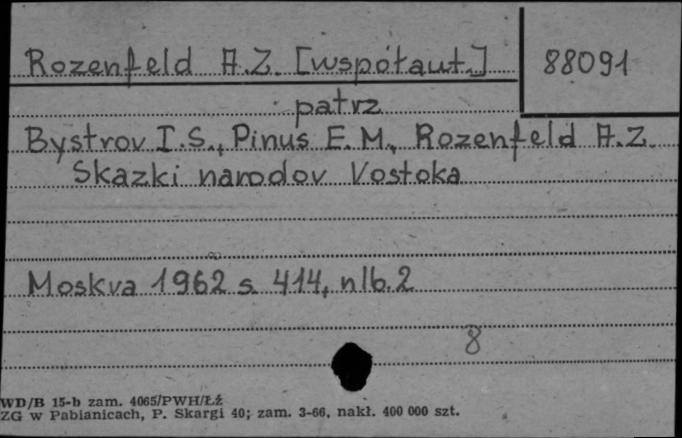 Rozenfeld A.Z. [współaut.] 88091
patrz
Bystrov I.S., Pinus E.M., Rozenfeld A.Z.
Skazki narodov Vostoka
Moskva 1962 s. 414, nlb. 2
8
WD/B 15-b zam. 4065/PWH/Łź
ZG w Pabianicach, P. Skargi 40; zam. 3-66, nakł. 400 000 szt.